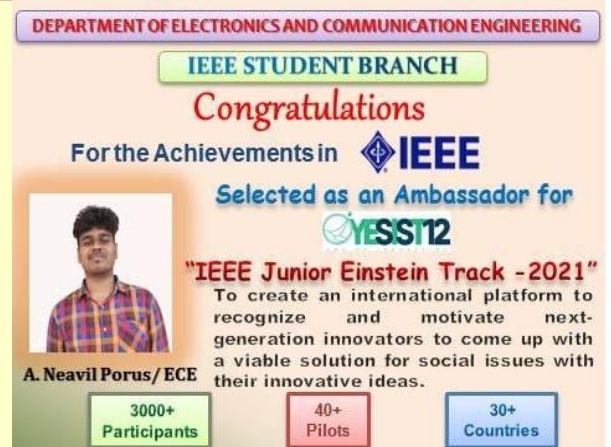 DEPARTMENT OF ELECTRONICS AND COMMUNICATION ENGINEERING
IEEE STUDENT BRANCH
Congratulations
For the Achievements in IEEE
Selected as an Ambassador for
YESIST12
"IEEE Junior Einstein Track -2021"
To create an international platform to
recognize and motivate next-
generation innovators to come up with
a viable solution for social issues with
their innovative ideas.
A. Neavil Porus/ ECE
3000+
Participants
40+
Pilots
30+
Countries